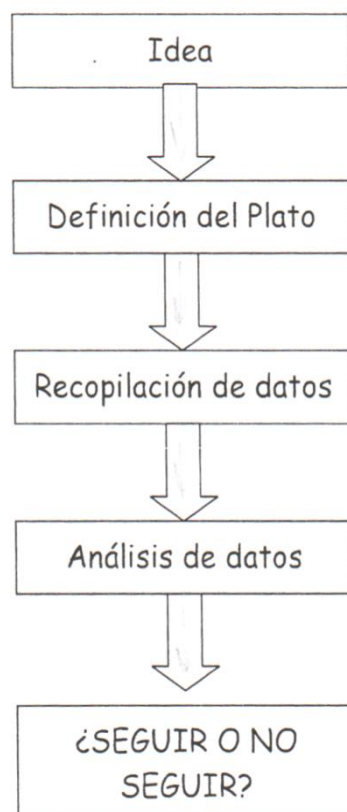 Idea
Definición del Plato
Recopilación de datos
Análisis de datos
¿SEGUIR O NO
SEGUIR?